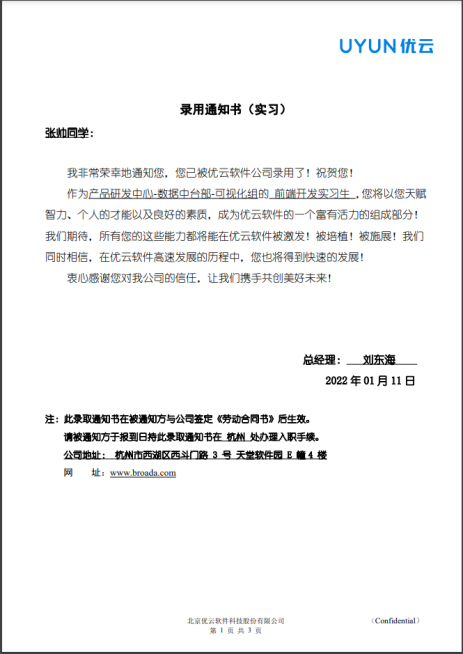 UYUN优云
录用通知书（实习）
张帅同学：
我非常荣幸地通知您，您已被优云软件公司录用了！祝贺您！
作为产品研发中心-数据中台部-可视化组的 前端开发实习生 ，您将以您天赋
智力、个人的才能以及良好的素质，成为优云软件的一个富有活力的组成部分！
我们期待，所有您的这些能力都将能在优云软件被激发！被培植！被施展！我们
同时相信，在优云软件高速发展的历程中，您也将得到快速的发展！
衷心感谢您对我公司的信任，让我们携手共创美好未来！
总经理： 刘东海
2022 年 01 月 11 日
注：此录取通知书在被通知方与公司签定《劳动合同书》后生效。
请被通知方于报到日持此录取通知书在 杭州 处办理入职手续。
公司地址： 杭州市西湖区西斗门路 3 号 天堂软件园 E 幢 4 楼
网 址：www.broada.com
北京优云软件科技股份有限公司 （Confidential）
第 1 页 共 3 页